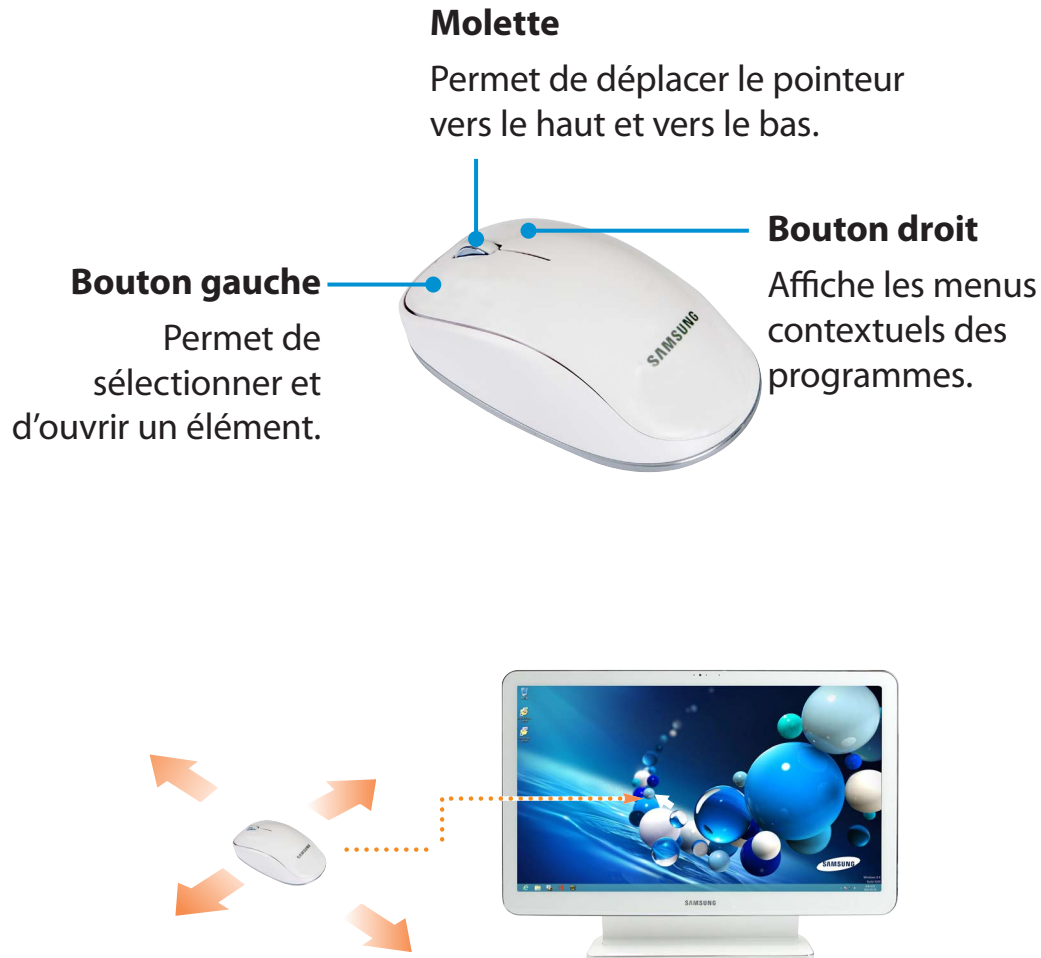 Molette
Permet de déplacer le pointeur
vers le haut et vers le bas.
Bouton droit
Affiche les menus
contextuels des
programmes.
Bouton gauche
Permet de
sélectionner et
d'ouvrir un élément.
SAMSUNG
SAMSUNG
SAMSUNG
SAMSUNG